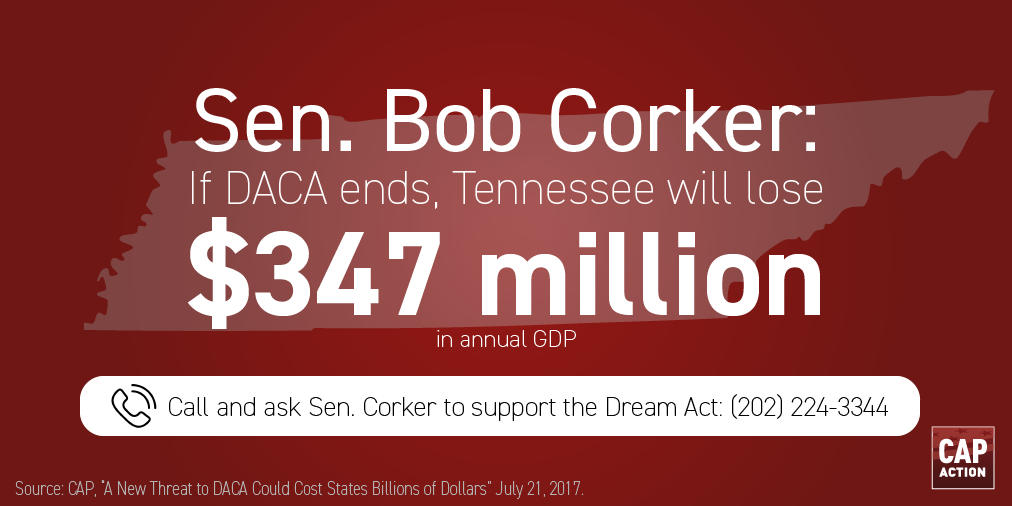 Sen. Bob Corker:
If DACA ends, Tennessee will lose
$347 million
in annual GDP
Call and ask Sen. Corker to support the Dream Act: (202) 224-3344
CAP
ACTION
Source: CAP, "A New Threat to DACA Could Cost States Billions of Dollars" July 21, 2017.